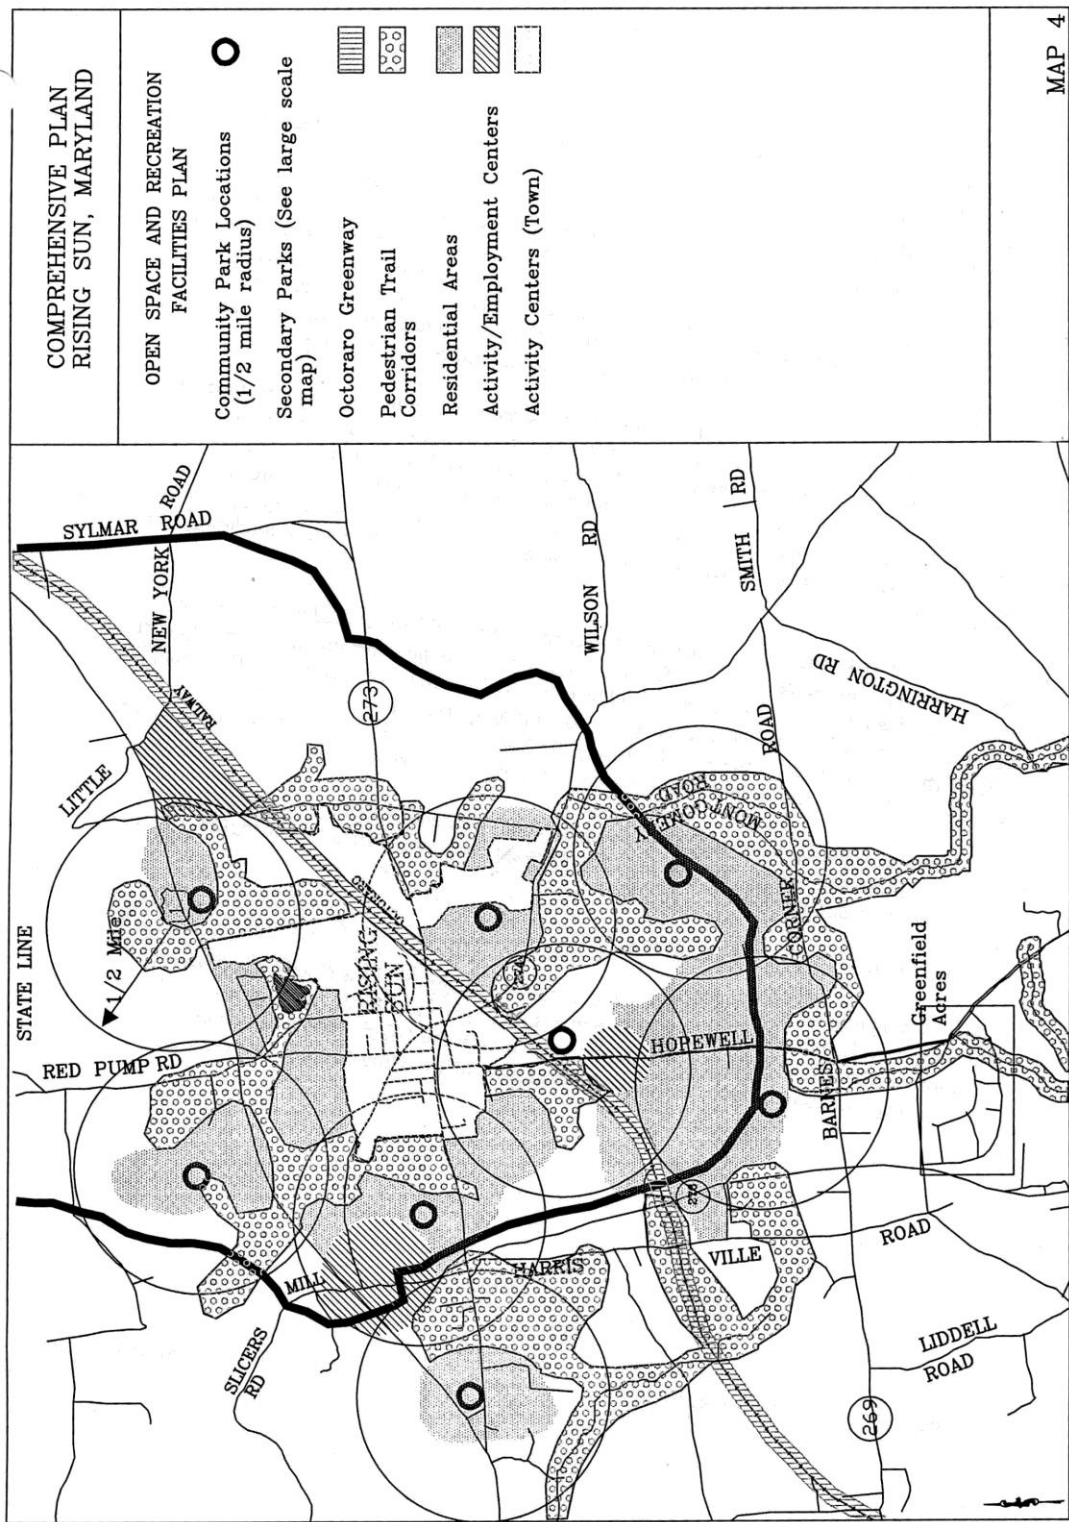 COMPREHENSIVE PLAN
RISING SUN, MARYLAND
OPEN SPACE AND RECREATION
FACILITIES PLAN
Community Park Locations
(1/2 mile radius)
Secondary Parks (See large scale
map)
Octoraro Greenway
Pedestrian Trail
Corridors
Residential Areas
Activity/Employment Centers
Activity Centers (Town)
MAP 4
STATE LINE
SYLMAR ROAD
NEW YORK ROAD
RAILWAY
LITTLE
1/2 Mile
RED PUMP RD
273
WILSON RD
SMITH RD
ROAD
HARRINGTON RD
MONTGOMERY
ROAD
RISING
SUN
274
CORNER
HOPEWELL
BARNES
Greenfield
Acres
MILL
SLICERS
RD
HARRIS
VILLE
ROAD
LIDDELL
ROAD
269